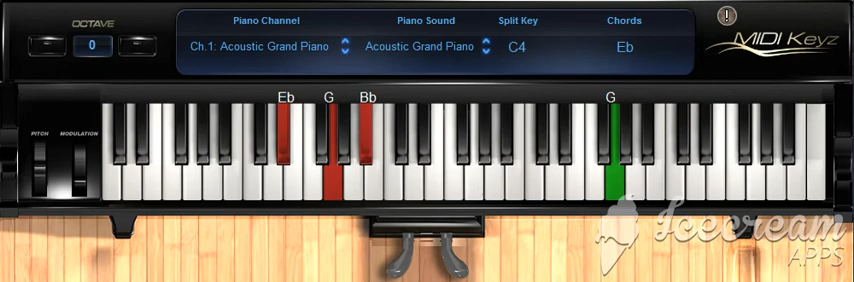 OCTAVE
0
Piano Channel
Piano Sound
Split Key
Chords
Ch.1: Acoustic Grand Piano
Acoustic Grand Piano
C4
Eb
!
MIDI Keyz
Eb
G
Bb
G
PITCH
MODULATION
Icecream
APPS